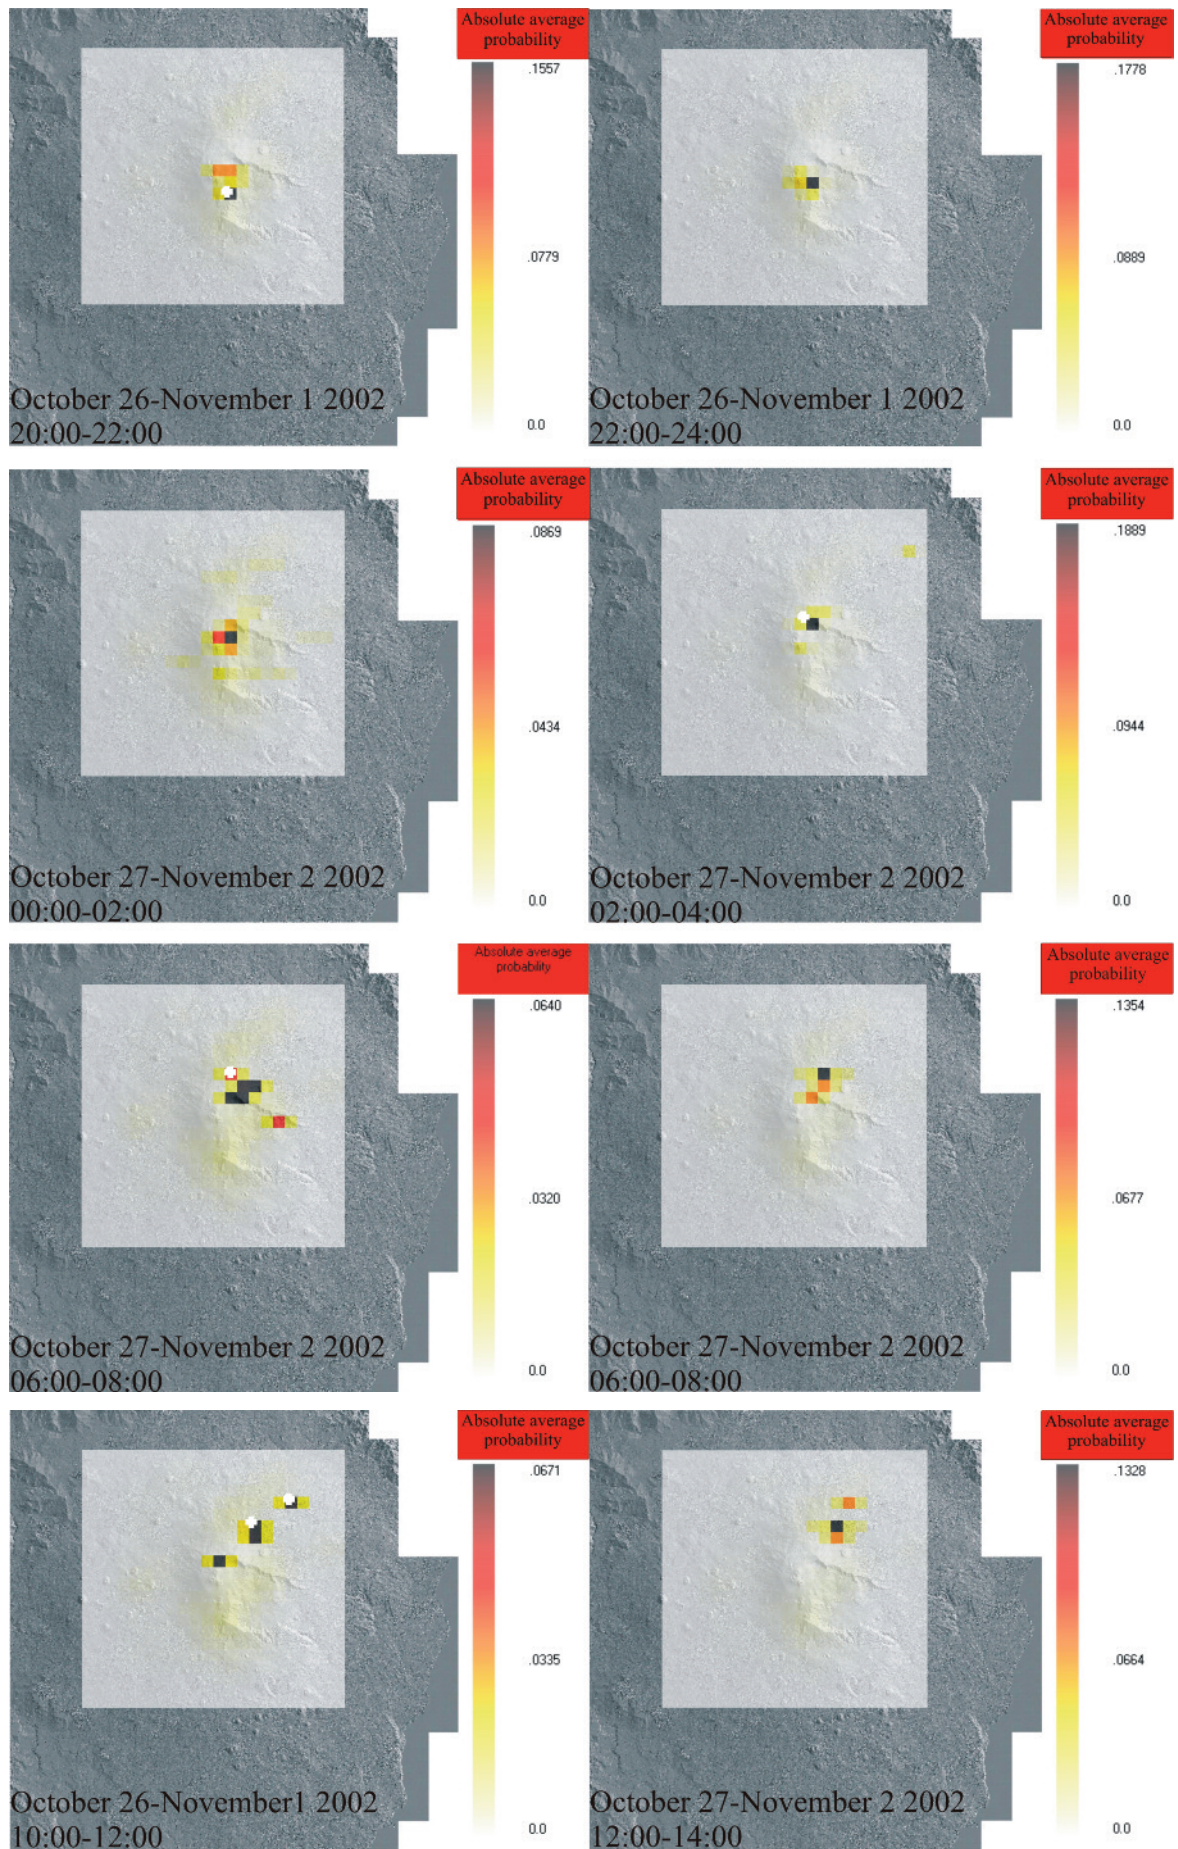 Absolute average
probability
.1557
.0779
0.0
October 26-November 1 2002
20:00-22:00
Absolute average
probability
.1778
.0889
0.0
October 26-November 1 2002
22:00-24:00
Absolute average
probability
.0869
.0434
0.0
October 27-November 2 2002
00:00-02:00
Absolute average
probability
.1889
.0944
0.0
October 27-November 2 2002
02:00-04:00
Absolute average
probability
.0640
.0320
0.0
October 27-November 2 2002
06:00-08:00
Absolute average
probability
.1354
.0677
0.0
October 27-November 2 2002
06:00-08:00
Absolute average
probability
.0671
.0335
0.0
October 26-November1 2002
10:00-12:00
Absolute average
probability
.1328
.0664
0.0
October 27-November 2 2002
12:00-14:00